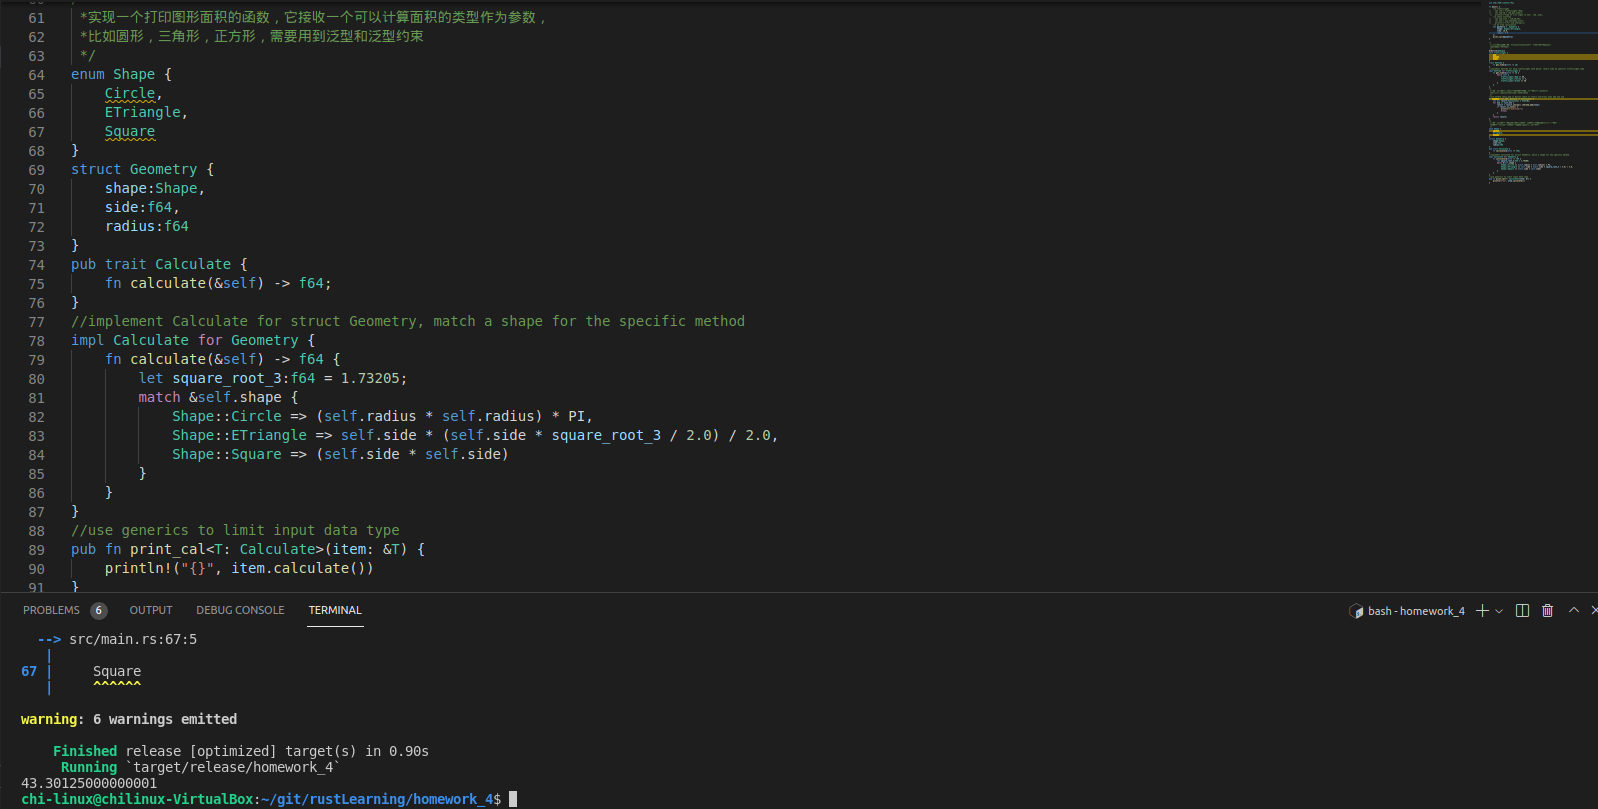 61 *实现一个打印图形面积的函数，它接收一个可以计算面积的类型作为参数，
62 *比如圆形，三角形，正方形，需要用到泛型和泛型约束
63 */
64 enum Shape {
65 Circle,
66 ETriangle,
67 Square
68 }
69 struct Geometry {
70 shape:Shape,
71 side:f64,
72 radius:f64
73 }
74 pub trait Calculate {
75 fn calculate(&self) -> f64;
76 }
77 //implement Calculate for struct Geometry, match a shape for the specific method
78 impl Calculate for Geometry {
79 fn calculate(&self) -> f64 {
80 let square_root_3:f64 = 1.73205;
81 match &self.shape {
82 Shape::Circle => (self.radius * self.radius) * PI,
83 Shape::ETriangle => self.side * (self.side * square_root_3 / 2.0) / 2.0,
84 Shape::Square => (self.side * self.side)
85 }
86 }
87 }
88 //use generics to limit input data type
89 pub fn print_cal<T: Calculate>(item: &T) {
90 println!("{}", item.calculate())
91 }
PROBLEMS 6 OUTPUT DEBUG CONSOLE TERMINAL bash - homework_4
--> src/main.rs:67:5
|
67 | Square
| ^^^^^^
warning: 6 warnings emitted
Finished release [optimized] target(s) in 0.90s
Running `target/release/homework_4`
43.30125000000001
chi-linux@chilinux-VirtualBox:~/git/rustLearning/homework_4$